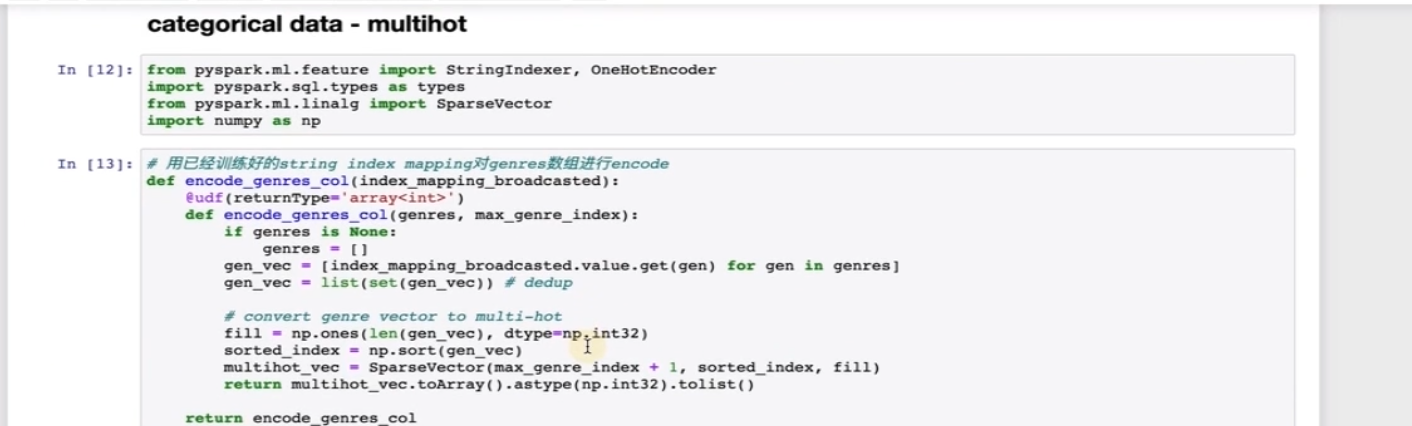 categorical data - multihot
In [12]: from pyspark.ml.feature import StringIndexer, OneHotEncoder
import pyspark.sql.types as types
from pyspark.ml.linalg import SparseVector
import numpy as np
In [13]: # 用已经训练好的string index mapping对genres数组进行encode
def encode_genres_col(index_mapping_broadcasted):
    @udf(returnType='array<int>')
    def encode_genres_col(genres, max_genre_index):
        if genres is None:
            genres = []
        gen_vec = [index_mapping_broadcasted.value.get(gen) for gen in genres]
        gen_vec = list(set(gen_vec)) # dedup
        # convert genre vector to multi-hot
        fill = np.ones(len(gen_vec), dtype=np.int32)
        sorted_index = np.sort(gen_vec)
        multihot_vec = SparseVector(max_genre_index + 1, sorted_index, fill)
        return multihot_vec.toArray().astype(np.int32).tolist()
    return encode_genres_col